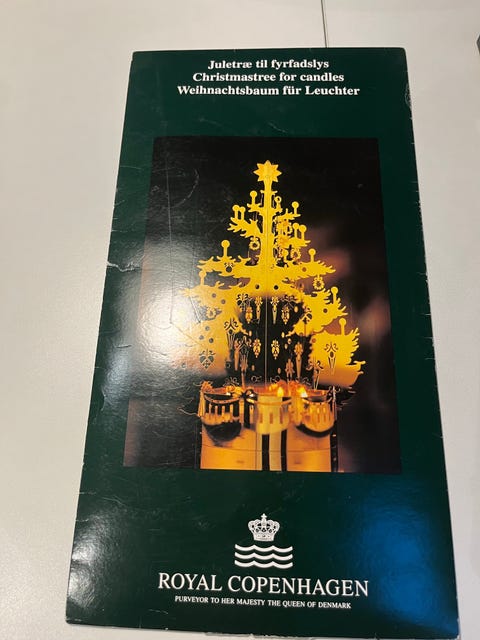 Juletræ til fyrfadslys
Christmastree for candles
Weihnachtsbaum für Leuchter
ROYAL COPENHAGEN
PURVEYOR TO HER MAJESTY THE QUEEN OF DENMARK